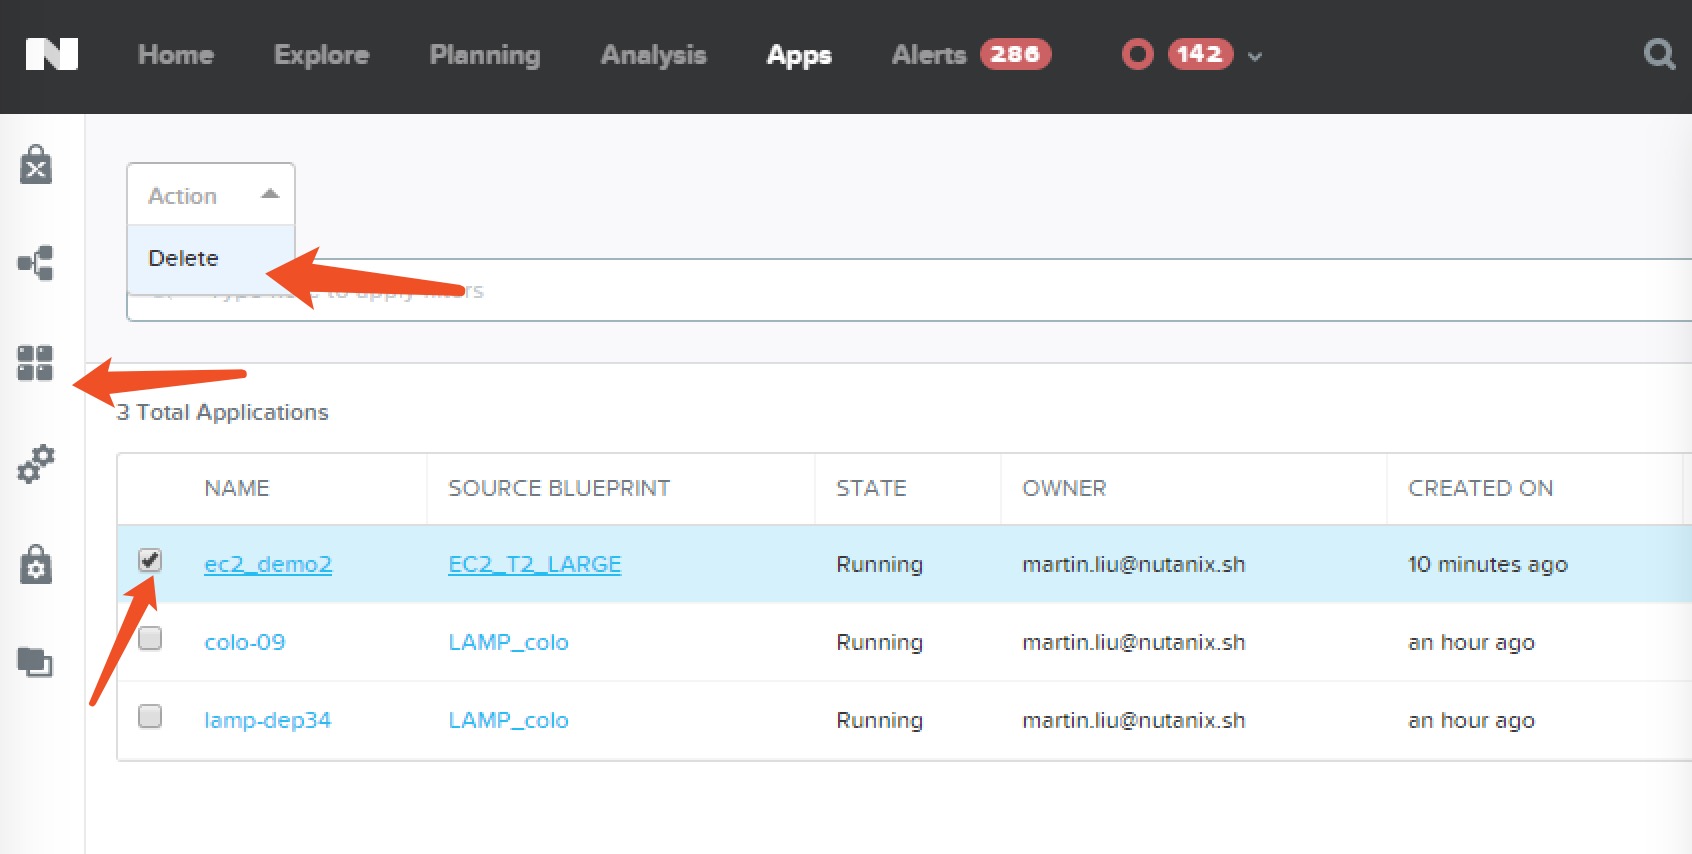 Home Explore Planning Analysis Apps Alerts 286 142
Action
Delete
to apply filters
3 Total Applications
NAME SOURCE BLUEPRINT STATE OWNER CREATED ON
ec2_demo2 EC2_T2_LARGE Running martin.liu@nutanix.sh 10 minutes ago
colo-09 LAMP_colo Running martin.liu@nutanix.sh an hour ago
lamp-dep34 LAMP_colo Running martin.liu@nutanix.sh an hour ago